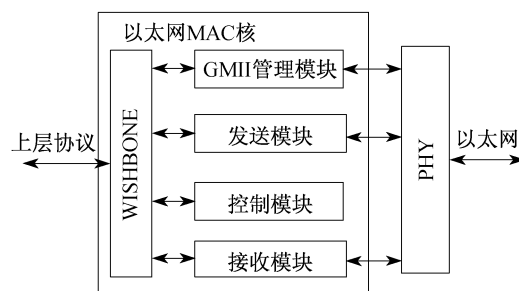 以太网MAC核
GMII管理模块
上层协议
WISHBONE
发送模块
PHY
以太网
控制模块
接收模块